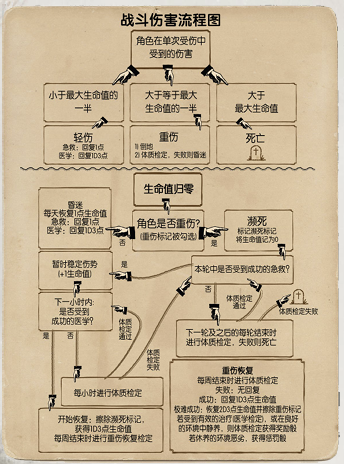 战斗伤害流程图
角色在单次受伤中
受到的伤害
小于最大生命值的
一半
大于等于最大
生命值的一半
大于
最大生命值
轻伤
急救：回复1点
医学：回复1D3点
重伤
1) 倒地
2) 体质检定，失败则昏迷
死亡
生命值归零
昏迷
每天恢复1点生命值
急救：回复1点
医学：回复1D3点
角色是否重伤？
(重伤标记被勾选)
否
是
濒死
标记濒死标记
将生命值记为0
暂时稳定伤势
(+1生命值)
是
本轮中是否受到成功的急救？
下一小时内：
是否受到
成功的医学？
体质
检定
通过
否
体质检定
通过
体质检定失败
下一轮及之后的每轮结束时
进行体质检定，失败则死亡
是
否
体质
检定
失败
每小时进行体质检定
开始恢复：擦除濒死标记，
获得1D3点生命值
每周结束时进行重伤恢复检定
重伤恢复
每周结束时进行体质检定
失败：无回复
成功：回复1D3点生命值
极难成功：恢复2D3点生命值并擦除重伤标记
若受到有效的治疗(医学检定)，或在良好
的环境中静养，则体质检定获得奖励骰
若休养的环境恶劣，获得惩罚骰